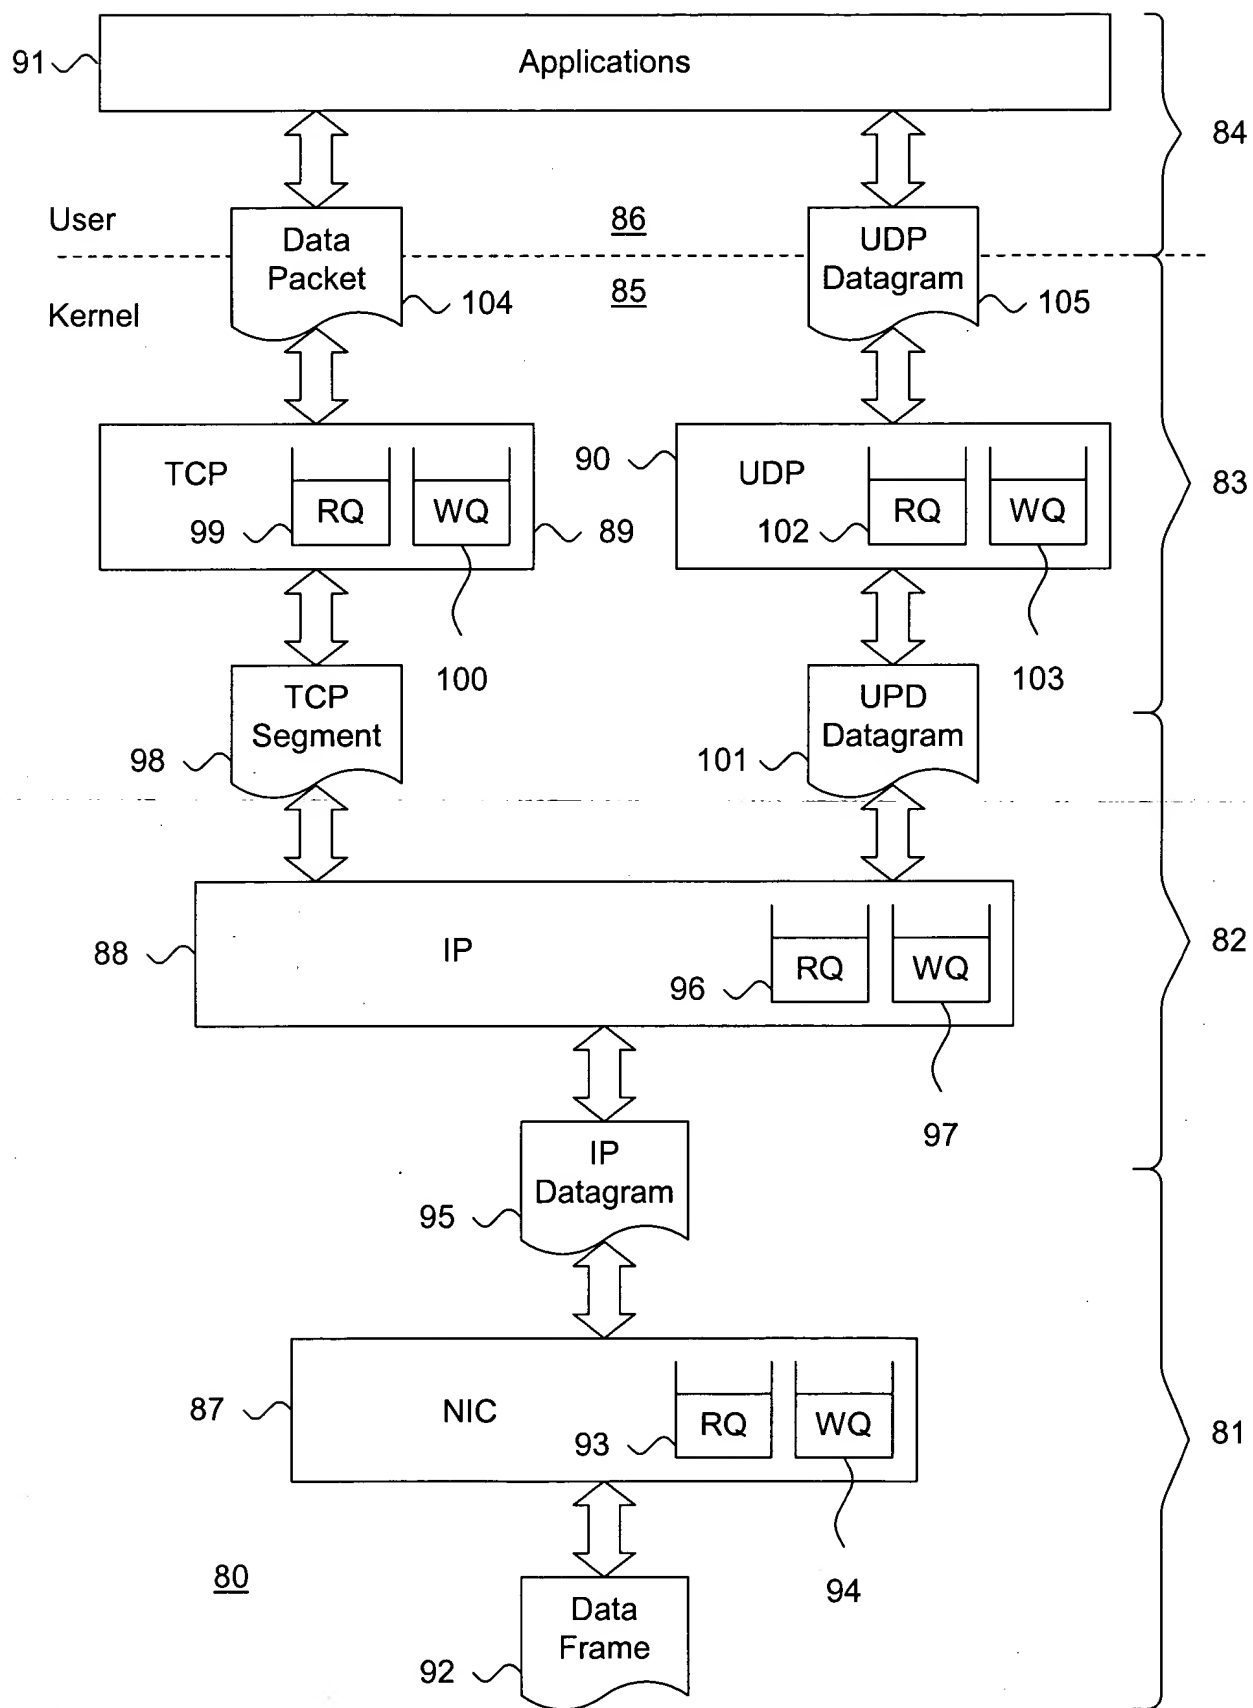 91
Applications
84
User
86
Data
Packet
UDP
Datagram
Kernel
85
104
105
TCP
RQ
WQ
99
89
90
UDP
RQ
WQ
102
83
100
103
TCP
Segment
98
UPD
Datagram
101
88
IP
RQ
WQ
96
82
97
IP
Datagram
95
87
NIC
RQ
WQ
93
81
94
80
Data
Frame
92